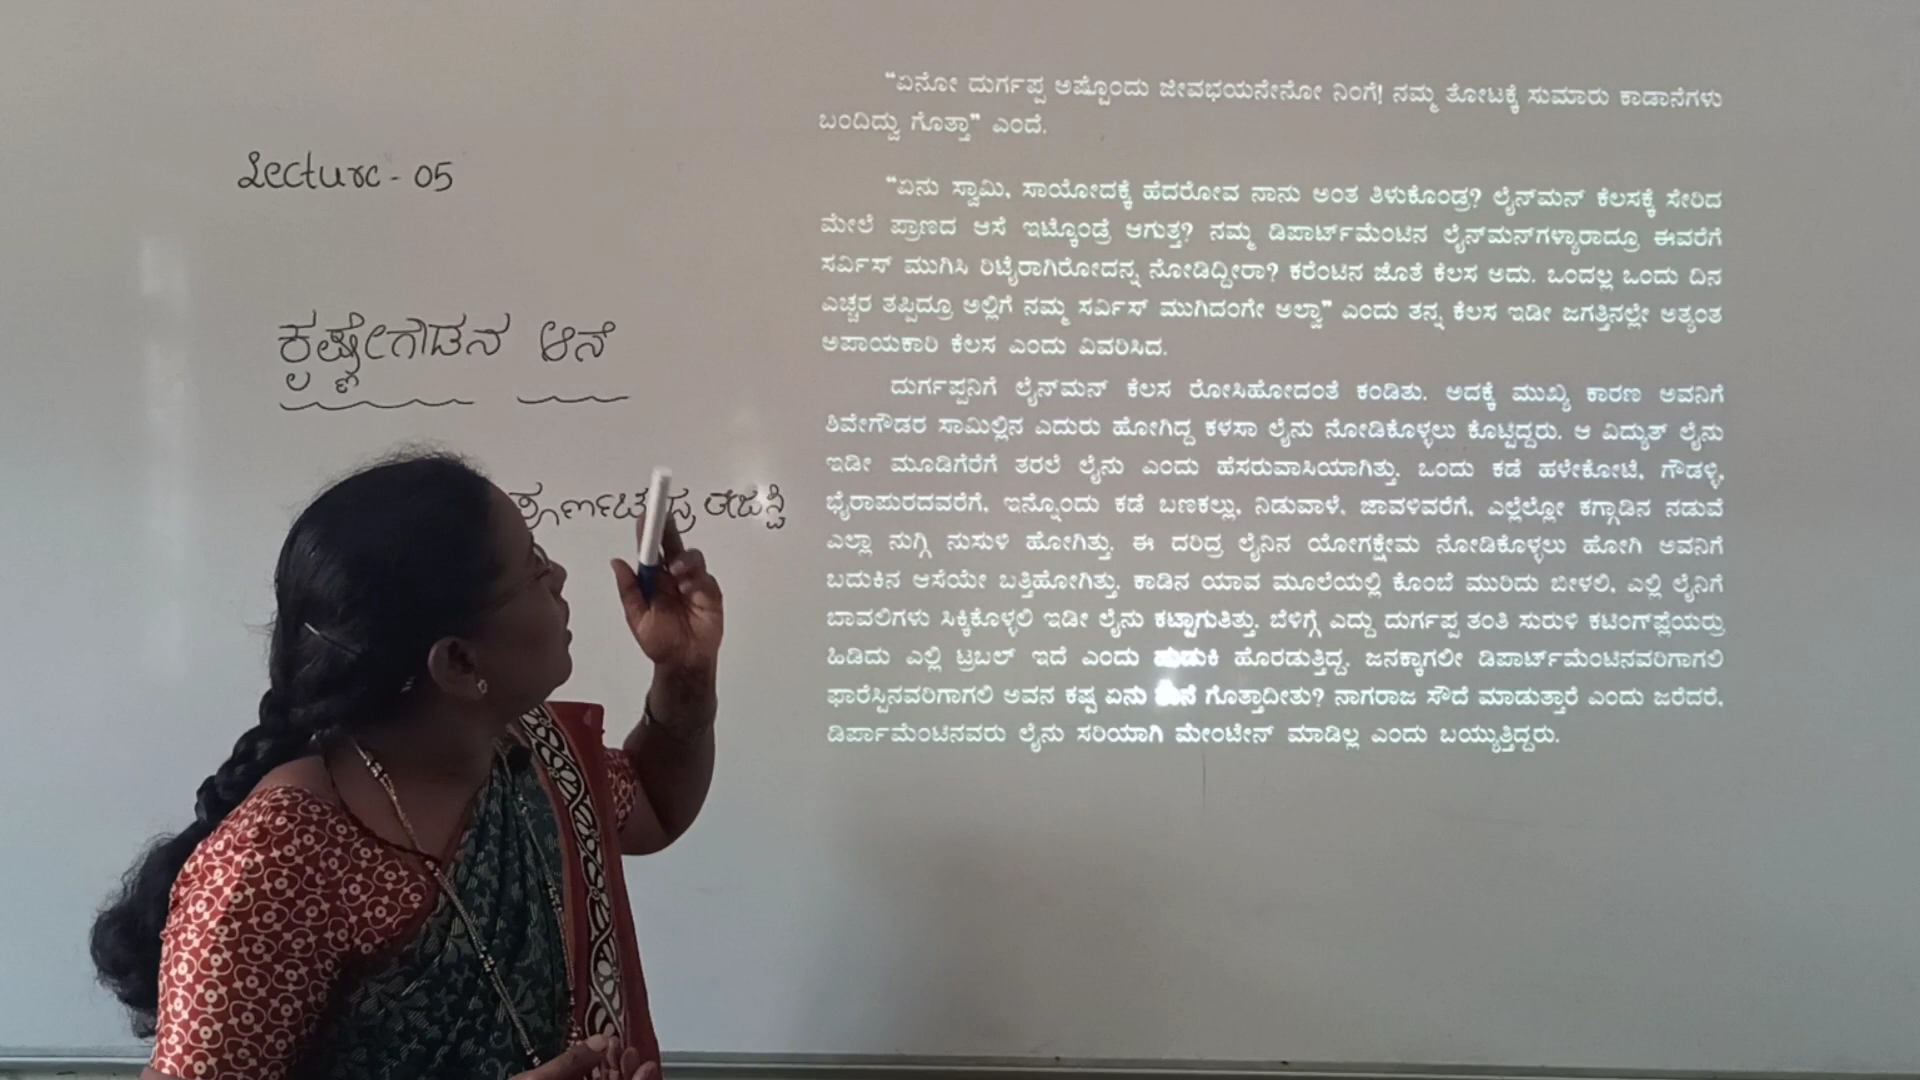 Lecture - 05
ಕೃಷ್ಣೇಗೌಡನ ಆನೆ
ತೇಜಸ್ವಿ
“ಏನೋ ದುರ್ಗಪ್ಪ ಅಷ್ಟೊಂದು ಜೀವಭಯನೇನೋ ನಿಂಗೆ! ನಮ್ಮ ತೋಟಕ್ಕೆ ಸುಮಾರು ಕಾಡಾನೆಗಳು
ಬಂದಿದ್ವು ಗೊತ್ತಾ” ಎಂದೆ.
“ಏನು ಸ್ವಾಮಿ, ಸಾಯೋದಕ್ಕೆ ಹೆದರೋವ ನಾನು ಅಂತ ತಿಳುಕೊಂಡ್ರ? ಲೈನ್‌ಮನ್ ಕೆಲಸಕ್ಕೆ ಸೇರಿದ
ಮೇಲೆ ಪ್ರಾಣದ ಆಸೆ ಇಟ್ಕೊಂಡ್ರೆ ಆಗುತ್ತ? ನಮ್ಮ ಡಿಪಾರ್ಟ್‌ಮೆಂಟಿನ ಲೈನ್‌ಮನ್‌ಗಳ್ಯಾರಾದ್ರೂ ಈವರೆಗೆ
ಸರ್ವಿಸ್ ಮುಗಿಸಿ ರಿಟೈರಾಗಿರೋದನ್ನ ನೋಡಿದ್ದೀರಾ? ಕರೆಂಟಿನ ಜೊತೆ ಕೆಲಸ ಅದು. ಒಂದಲ್ಲ ಒಂದು ದಿನ
ಎಚ್ಚರ ತಪ್ಪಿದ್ರೂ ಅಲ್ಲಿಗೆ ನಮ್ಮ ಸರ್ವಿಸ್ ಮುಗಿದಂಗೇ ಅಲ್ವಾ” ಎಂದು ತನ್ನ ಕೆಲಸ ಇಡೀ ಜಗತ್ತಿನಲ್ಲೇ ಅತ್ಯಂತ
ಅಪಾಯಕಾರಿ ಕೆಲಸ ಎಂದು ವಿವರಿಸಿದ.
ದುರ್ಗಪ್ಪನಿಗೆ ಲೈನ್‌ಮನ್ ಕೆಲಸ ರೋಸಿಹೋದಂತೆ ಕಂಡಿತು. ಅದಕ್ಕೆ ಮುಖ್ಯ ಕಾರಣ ಅವನಿಗೆ
ಶಿವೇಗೌಡರ ಸಾಮಿಲ್ಲಿನ ಎದುರು ಹೋಗಿದ್ದ ಕಳಸಾ ಲೈನು ನೋಡಿಕೊಳ್ಳಲು ಕೊಟ್ಟಿದ್ದರು. ಆ ವಿದ್ಯುತ್ ಲೈನು
ಇಡೀ ಮೂಡಿಗೆರೆಗೆ ತರಲೆ ಲೈನು ಎಂದು ಹೆಸರುವಾಸಿಯಾಗಿತ್ತು. ಒಂದು ಕಡೆ ಹಳೇಕೋಟೆ, ಗೌಡಳ್ಳಿ,
ಭೈರಾಪುರದವರೆಗೆ, ಇನ್ನೊಂದು ಕಡೆ ಬಣಕಲ್ಲು, ನಿಡುವಾಳೆ, ಜಾವಳಿವರೆಗೆ, ಎಲ್ಲೆಲ್ಲೋ ಕಗ್ಗಾಡಿನ ನಡುವೆ
ಎಲ್ಲಾ ನುಗ್ಗಿ ನುಸುಳಿ ಹೋಗಿತ್ತು. ಈ ದರಿದ್ರ ಲೈನಿನ ಯೋಗಕ್ಷೇಮ ನೋಡಿಕೊಳ್ಳಲು ಹೋಗಿ ಅವನಿಗೆ
ಬದುಕಿನ ಆಸೆಯೇ ಬತ್ತಿಹೋಗಿತ್ತು. ಕಾಡಿನ ಯಾವ ಮೂಲೆಯಲ್ಲಿ ಕೊಂಬೆ ಮುರಿದು ಬೀಳಲಿ, ಎಲ್ಲಿ ಲೈನಿಗೆ
ಬಾವಲಿಗಳು ಸಿಕ್ಕಿಕೊಳ್ಳಲಿ ಇಡೀ ಲೈನು ಕಟ್ಟಾಗುತಿತ್ತು. ಬೆಳಿಗ್ಗೆ ಎದ್ದು ದುರ್ಗಪ್ಪ ತಂತಿ ಸುರುಳಿ ಕಟಿಂಗ್‌ಪ್ಲೆಯರ್‍ರು
ಹಿಡಿದು ಎಲ್ಲಿ ಟ್ರಬಲ್ ಇದೆ ಎಂದು ಹುಡುಕಿ ಹೊರಡುತ್ತಿದ್ದ. ಜನಕ್ಕಾಗಲೀ ಡಿಪಾರ್ಟ್‌ಮೆಂಟಿನವರಿಗಾಗಲಿ
ಫಾರೆಸ್ಟಿನವರಿಗಾಗಲಿ ಅವನ ಕಷ್ಟ ಏನು ಗೊತ್ತಾದೀತು? ನಾಗರಾಜ ಸೌದೆ ಮಾಡುತ್ತಾರೆ ಎಂದು ಜರೆದರೆ,
ಡಿರ್ಪಾಮೆಂಟಿನವರು ಲೈನು ಸರಿಯಾಗಿ ಮೇಂಟೇನ್ ಮಾಡಿಲ್ಲ ಎಂದು ಬಯ್ಯುತ್ತಿದ್ದರು.